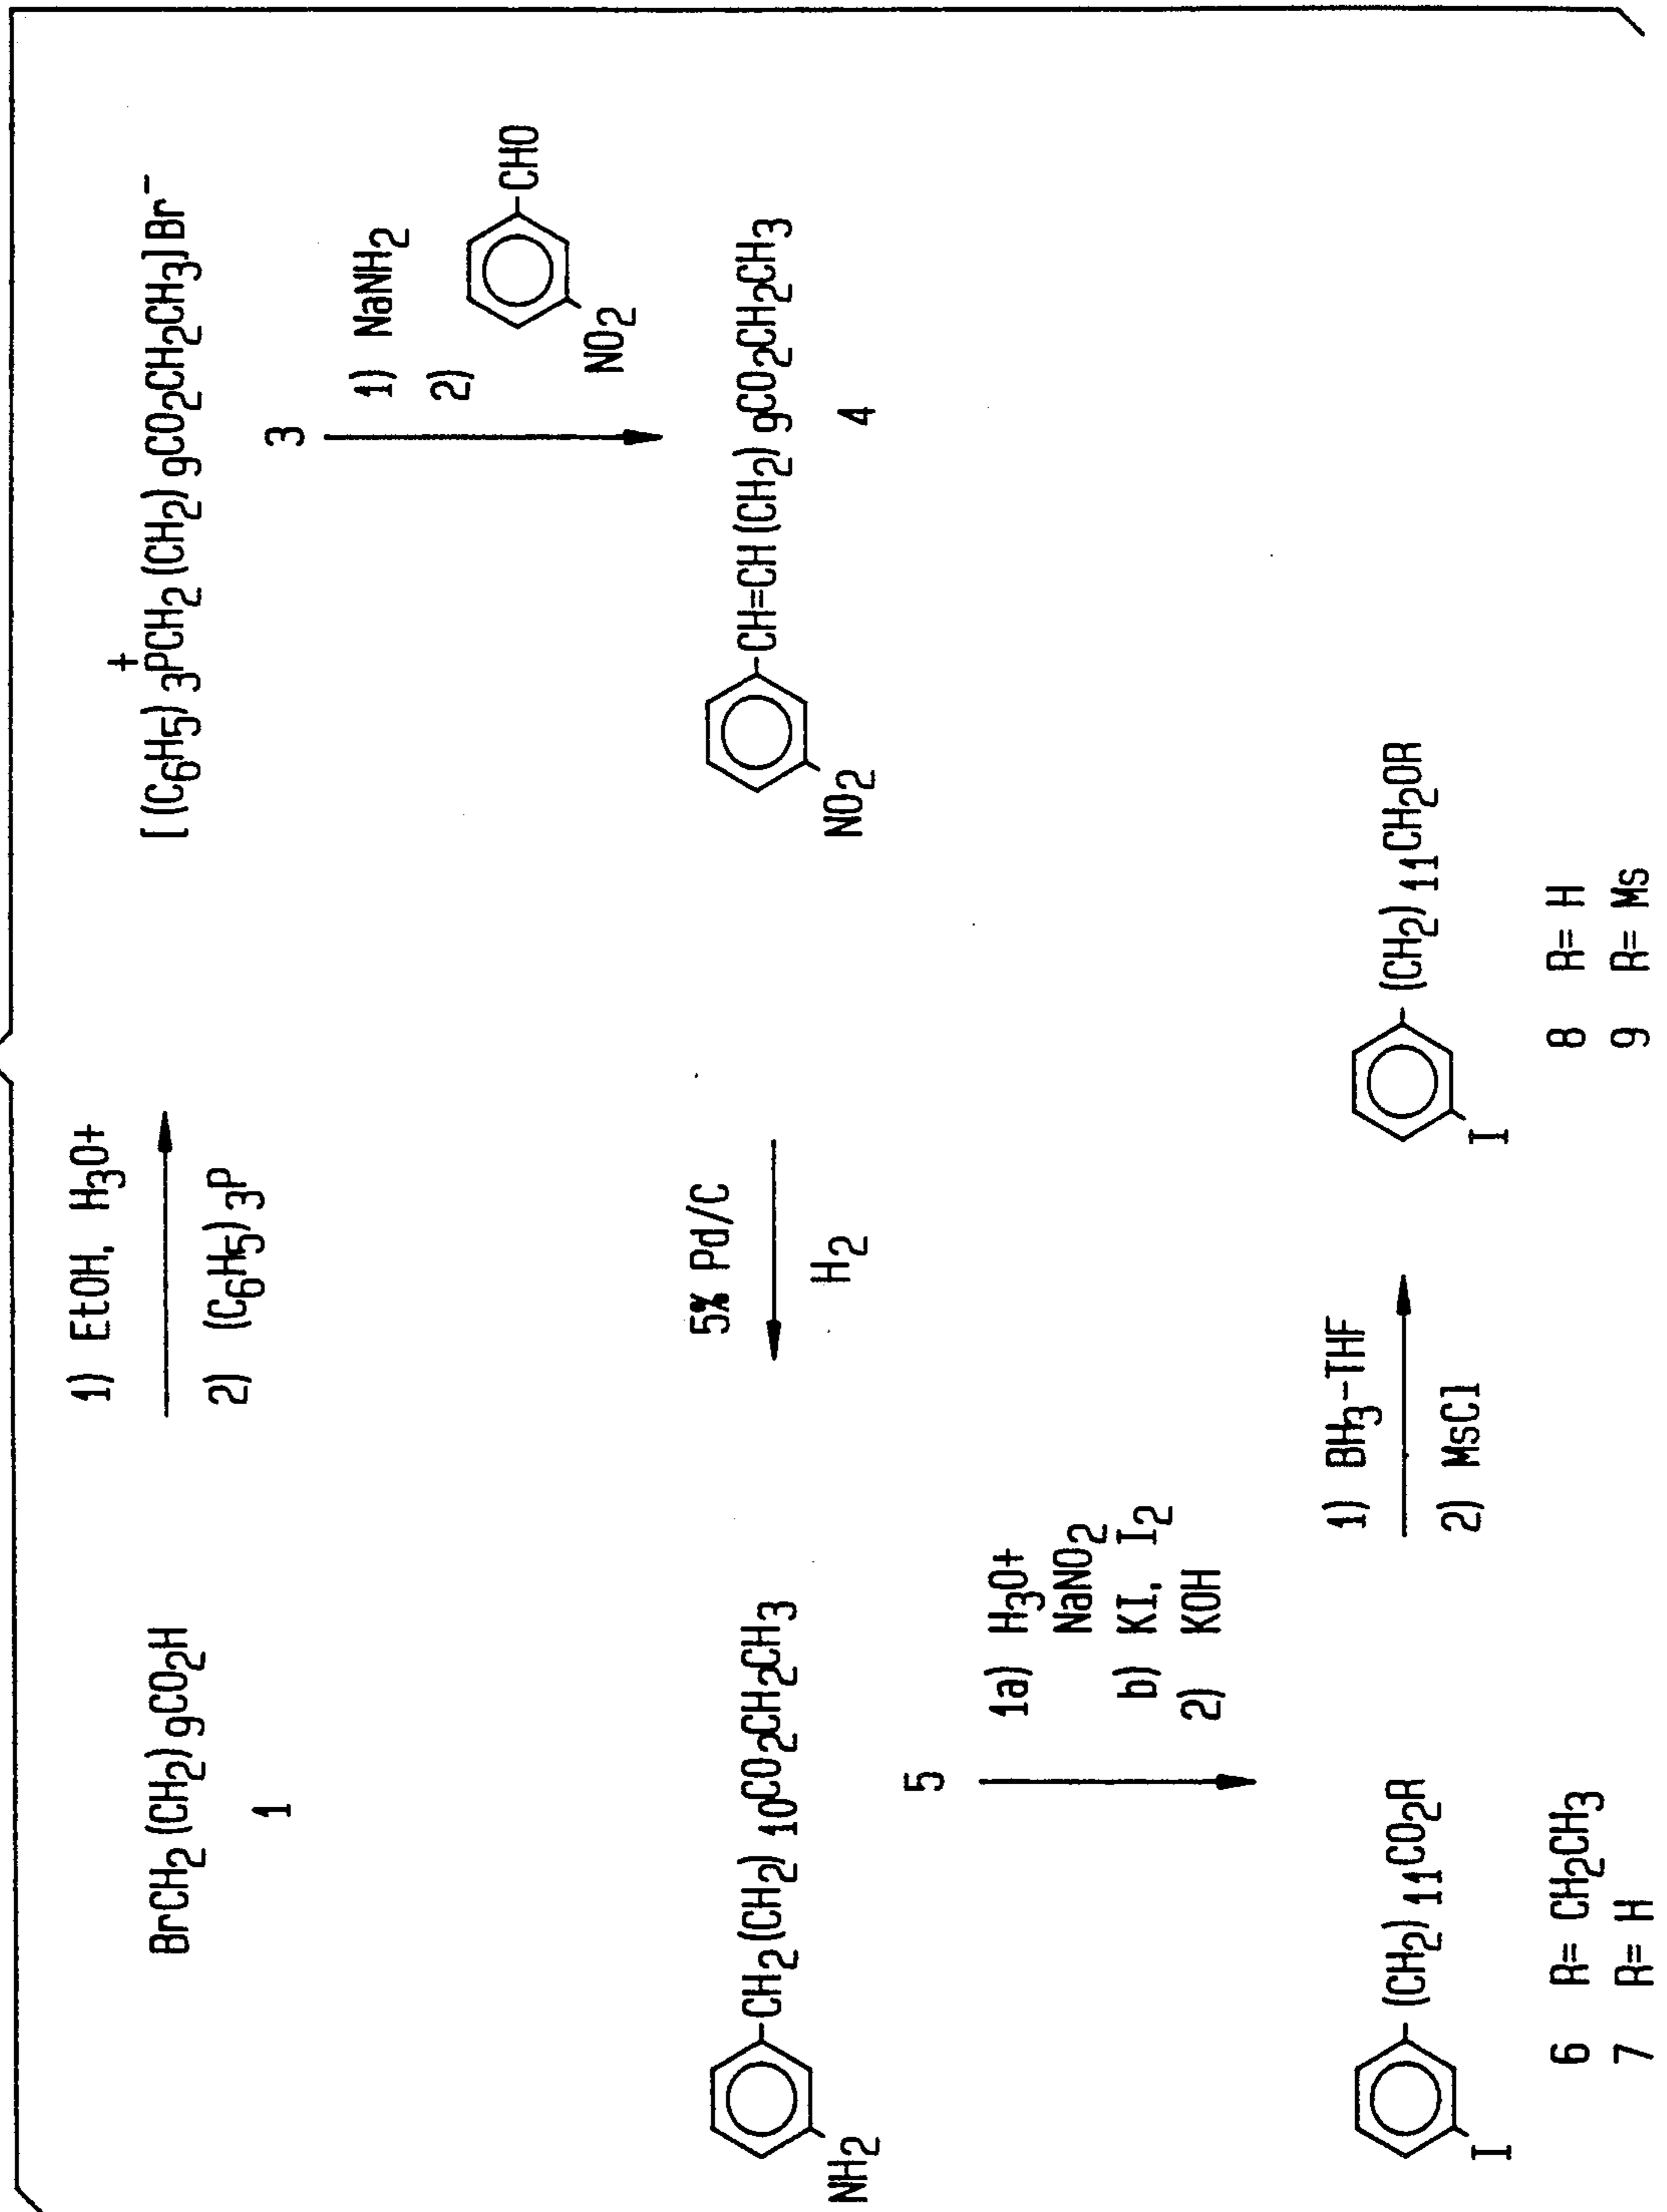 1) EtOH, H3O+
BrCH2(CH2)9CO2H
[(C6H5)3P+CH2(CH2)9CO2CH2CH3]Br−
2) (C6H5)3P
1
3
1) NaNH2
2)
CHO
NO2
5% Pd/C
CH2(CH2)10CO2CH2CH3
NH2
CH=CH(CH2)9CO2CH2CH3
NO2
H2
5
4
1a) H3O+
NaNO2
b) KI, I2
2) KOH
1) BH3-THF
(CH2)11CO2R
I
(CH2)11CH2OR
I
2) MsCl
6 R= CH2CH3
7 R= H
8 R= H
9 R= Ms